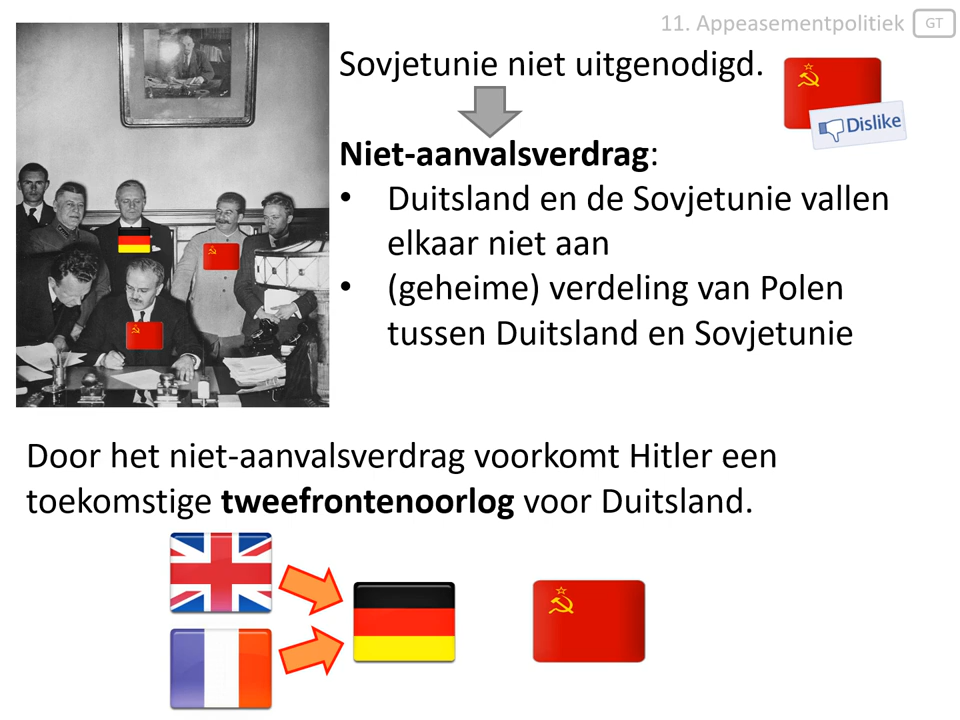 11. Appeasementpolitiek GT
Sovjetunie niet uitgenodigd.
Dislike
Niet-aanvalsverdrag:
• Duitsland en de Sovjetunie vallen
elkaar niet aan
• (geheime) verdeling van Polen
tussen Duitsland en Sovjetunie
Door het niet-aanvalsverdrag voorkomt Hitler een
toekomstige tweefrontenoorlog voor Duitsland.